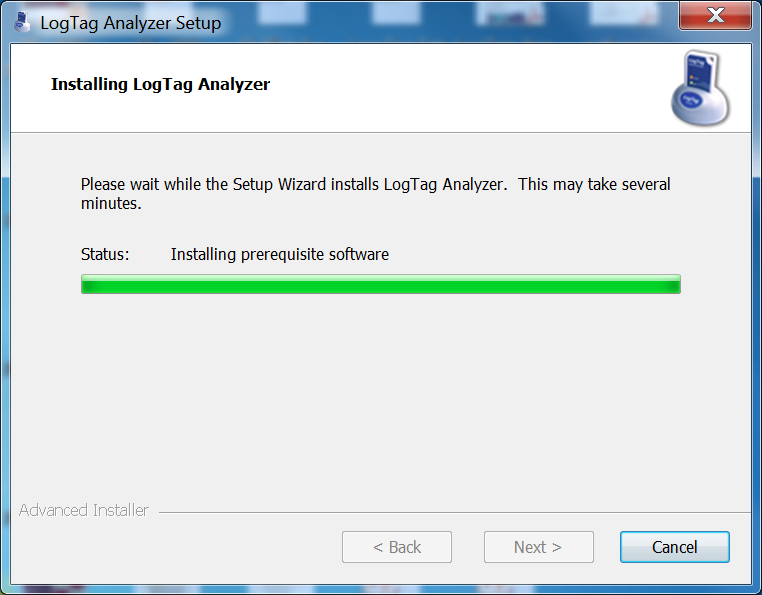 LogTag Analyzer Setup
Installing LogTag Analyzer
Please wait while the Setup Wizard installs LogTag Analyzer.  This may take several
minutes.
Status: Installing prerequisite software
Advanced Installer
< Back Next > Cancel